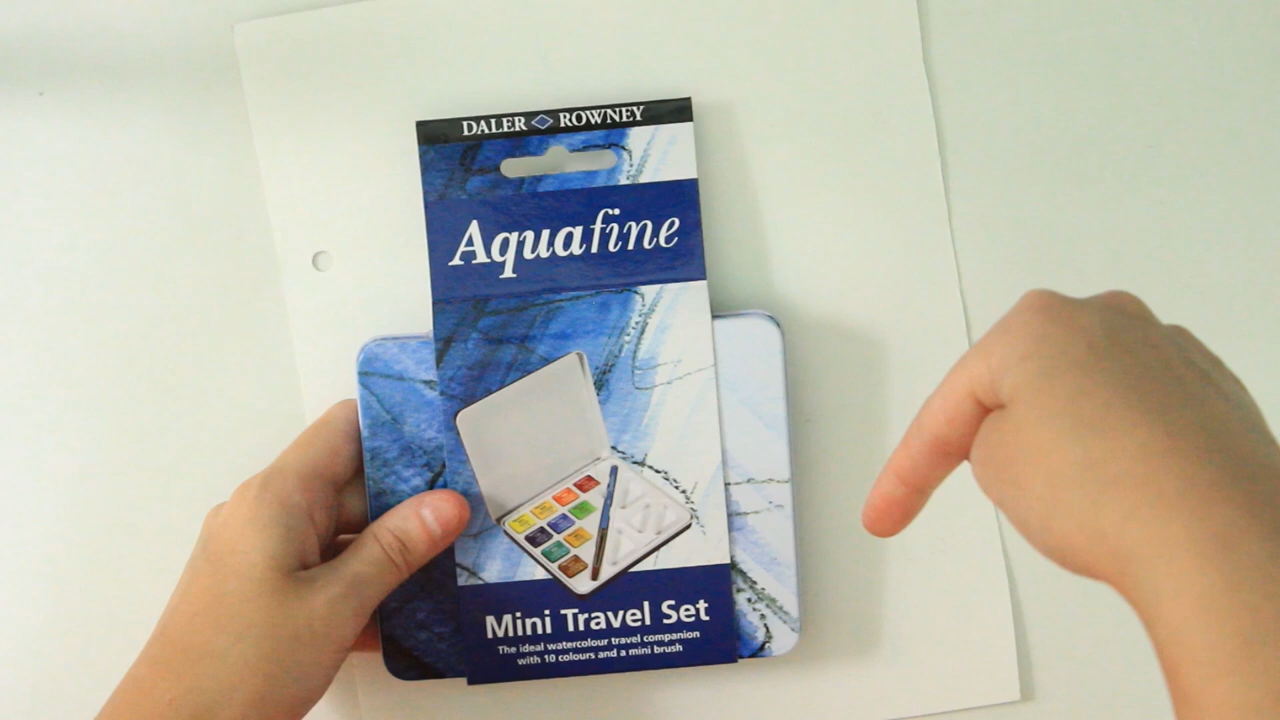 DALER ROWNEY
Aquafine
Mini Travel Set
The ideal watercolour travel companion
with 10 colours and a mini brush